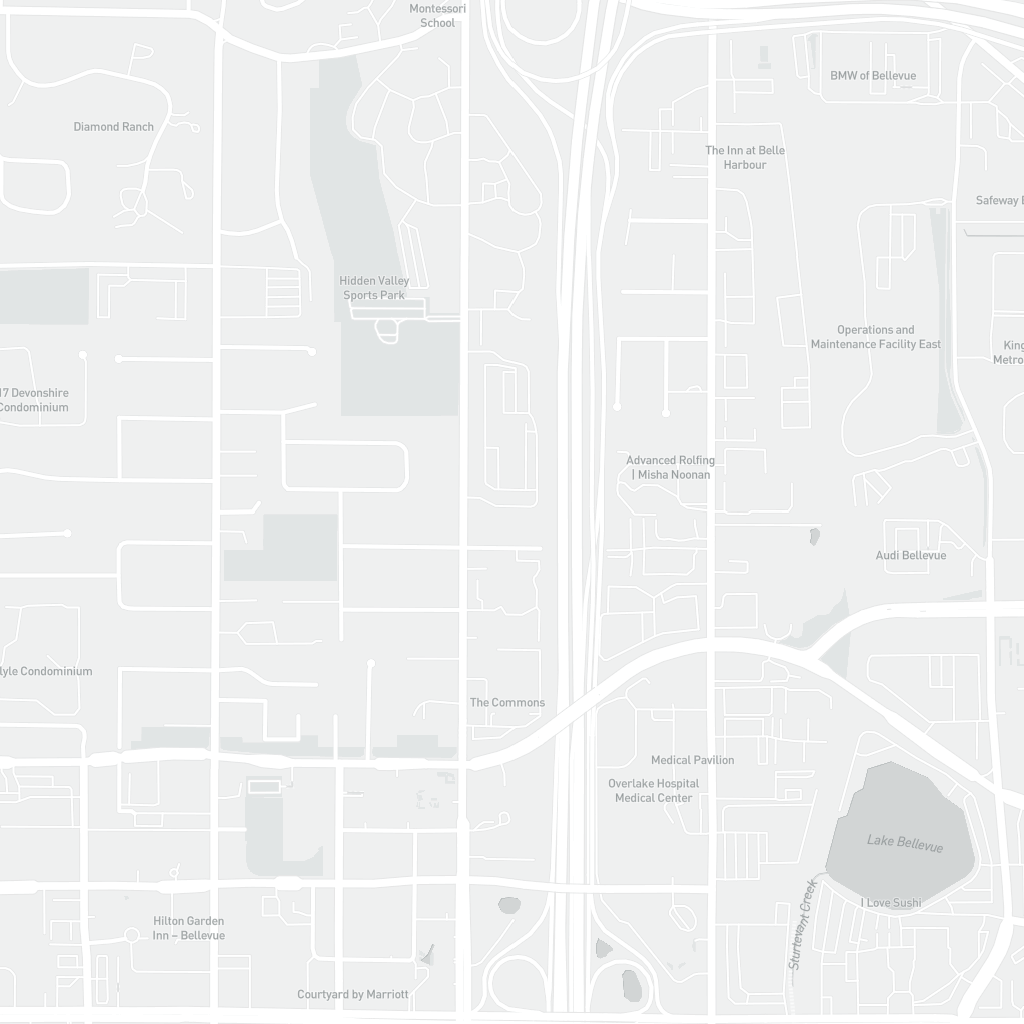 Montessori
School
BMW of Bellevue
Diamond Ranch
The Inn at Belle
Harbour
Safeway
Hidden Valley
Sports Park
Operations and
Maintenance Facility East
King
Metro
17 Devonshire
Condominium
Advanced Rolfing
| Misha Noonan
Audi Bellevue
lyle Condominium
The Commons
Medical Pavilion
Overlake Hospital
Medical Center
Lake Bellevue
I Love Sushi
Sturtevant Creek
Hilton Garden
Inn – Bellevue
Courtyard by Marriott